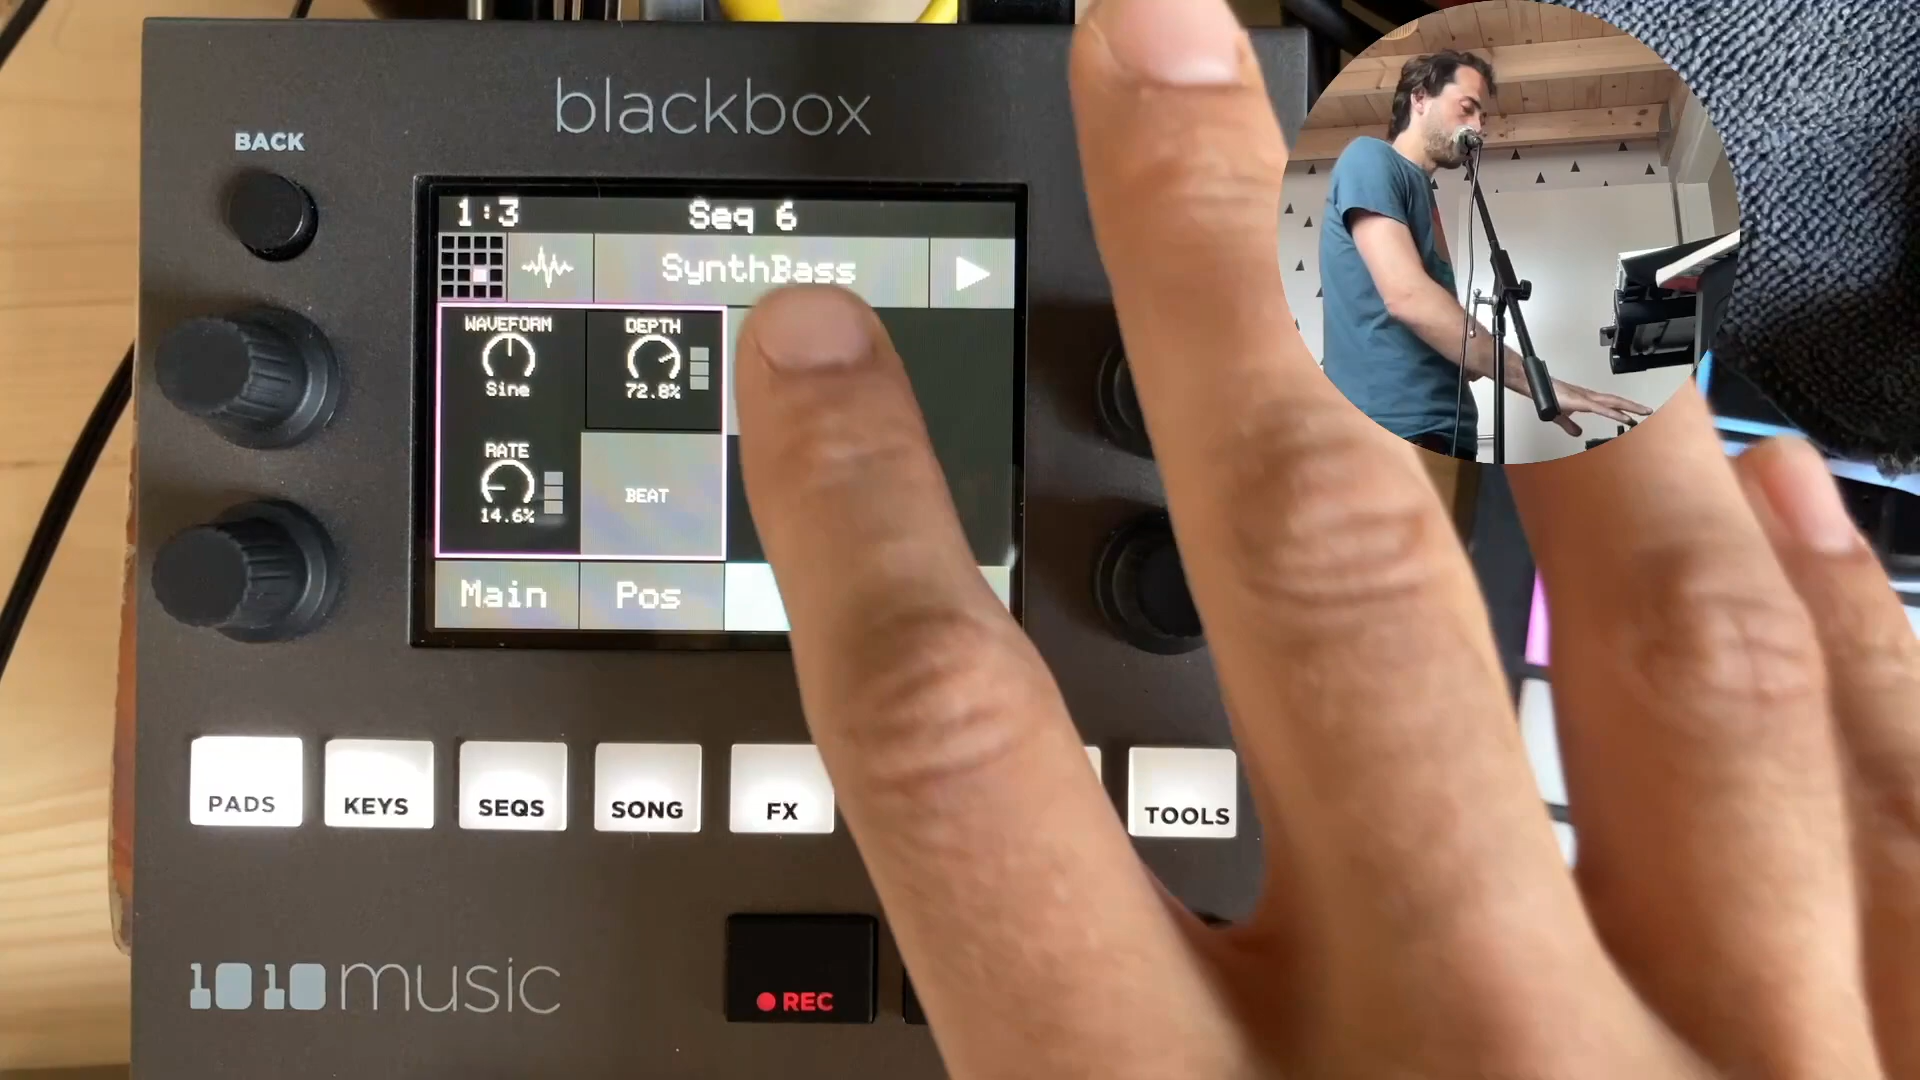 blackbox
BACK
1:3 Seq 6
SynthBass
WAVEFORM DEPTH
Sine 72.8%
RATE
14.6% BEAT
Main Pos
PADS KEYS SEQS SONG FX TOOLS
1010music
REC